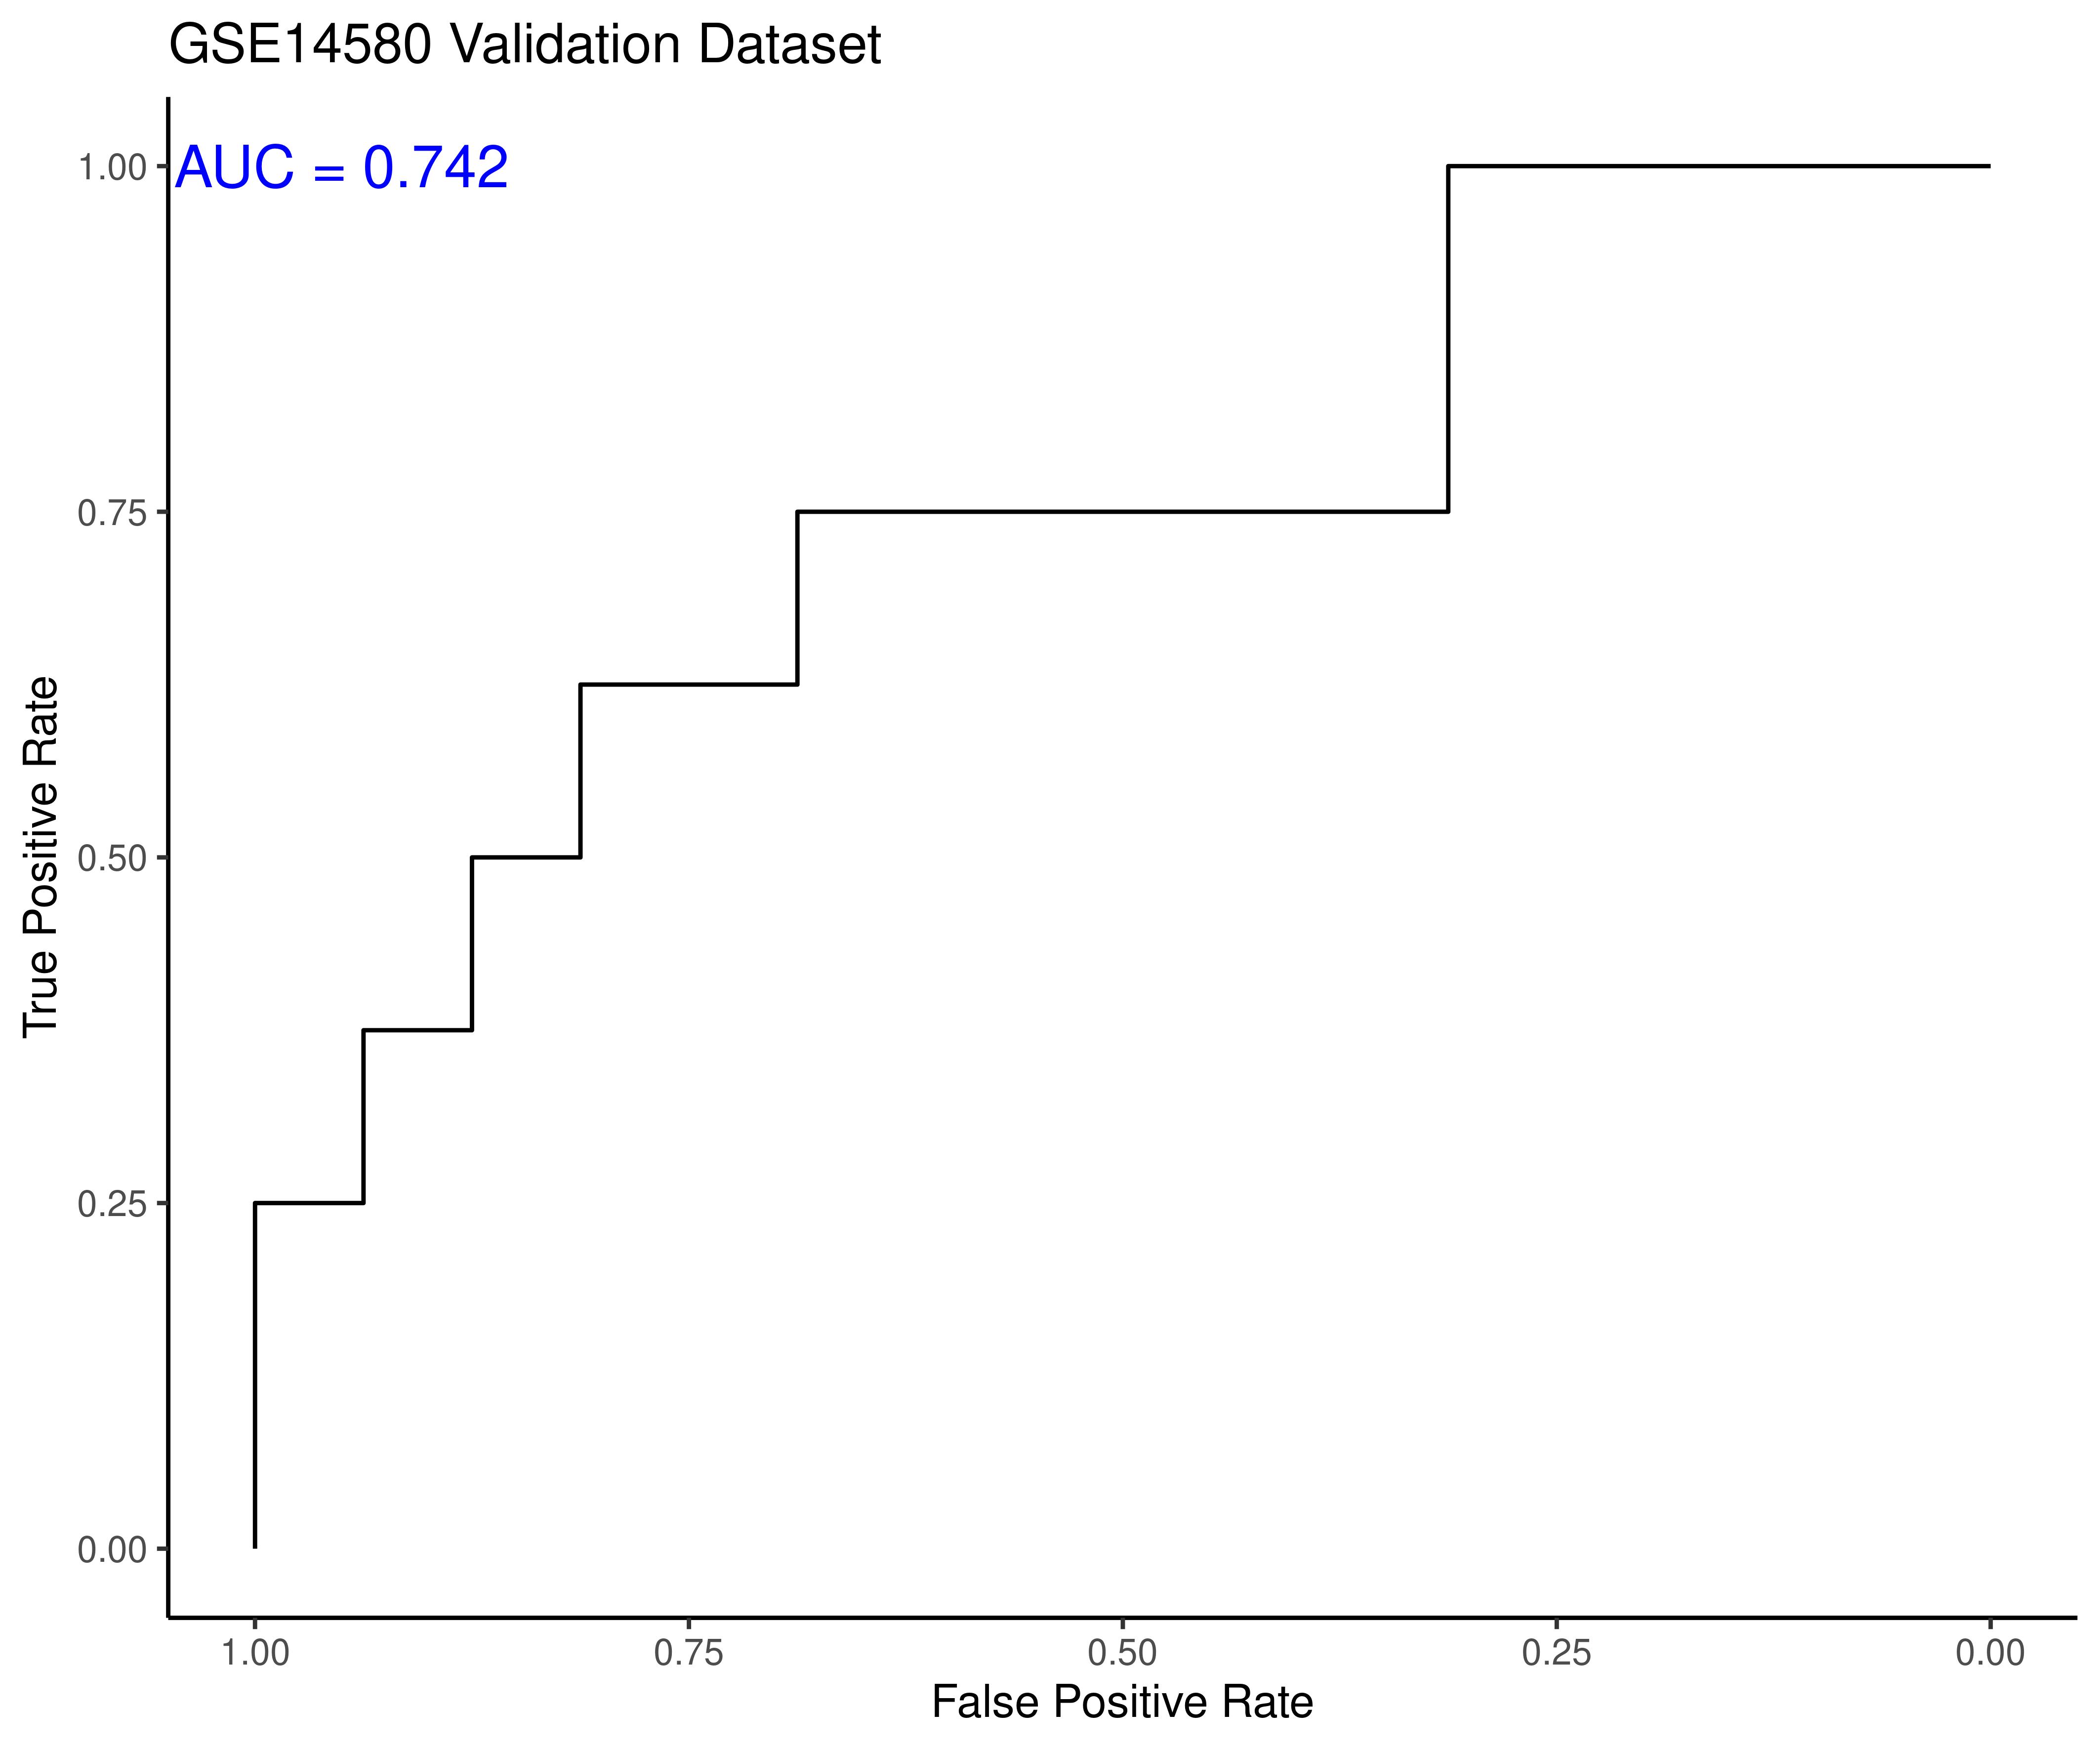 GSE14580 Validation Dataset
AUC = 0.742
1.00
0.75
0.50
0.25
0.00
True Positive Rate
1.00 0.75 0.50 0.25 0.00
False Positive Rate